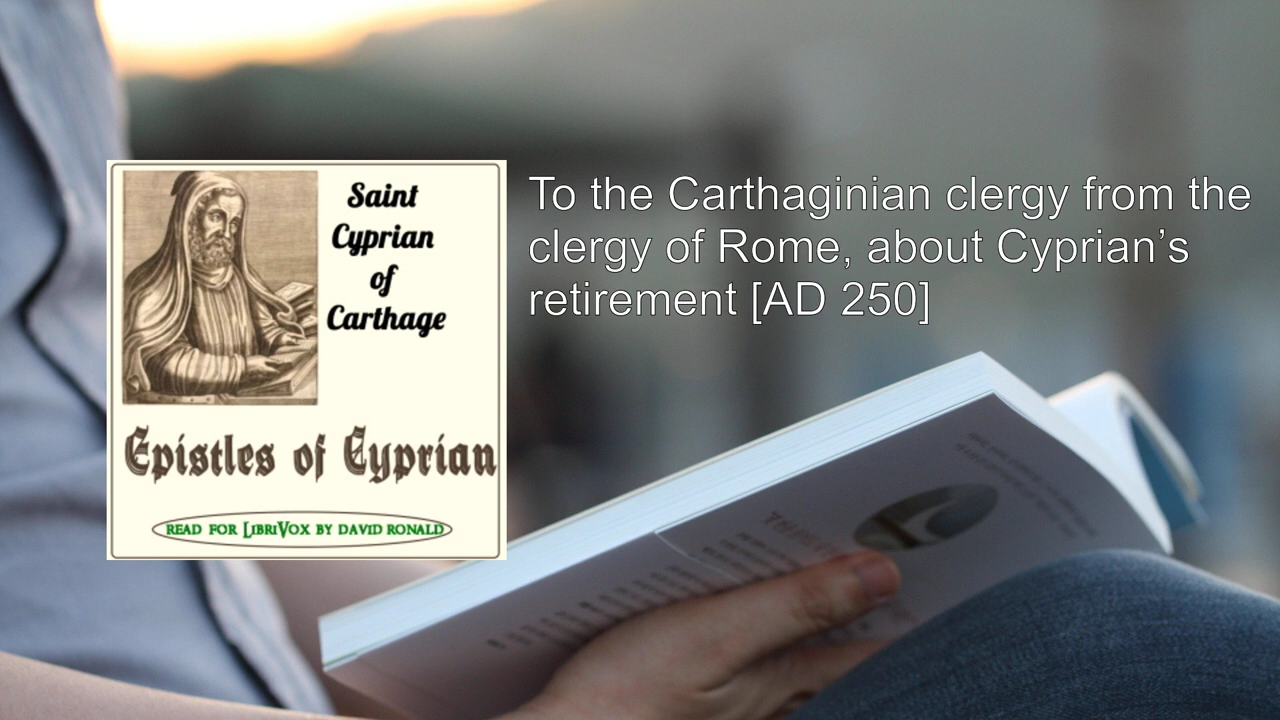 Saint
Cyprian
of
Carthage
Epistles of Cyprian
READ FOR LIBRIVOX BY DAVID RONALD
To the Carthaginian clergy from the
clergy of Rome, about Cyprian’s
retirement [AD 250]